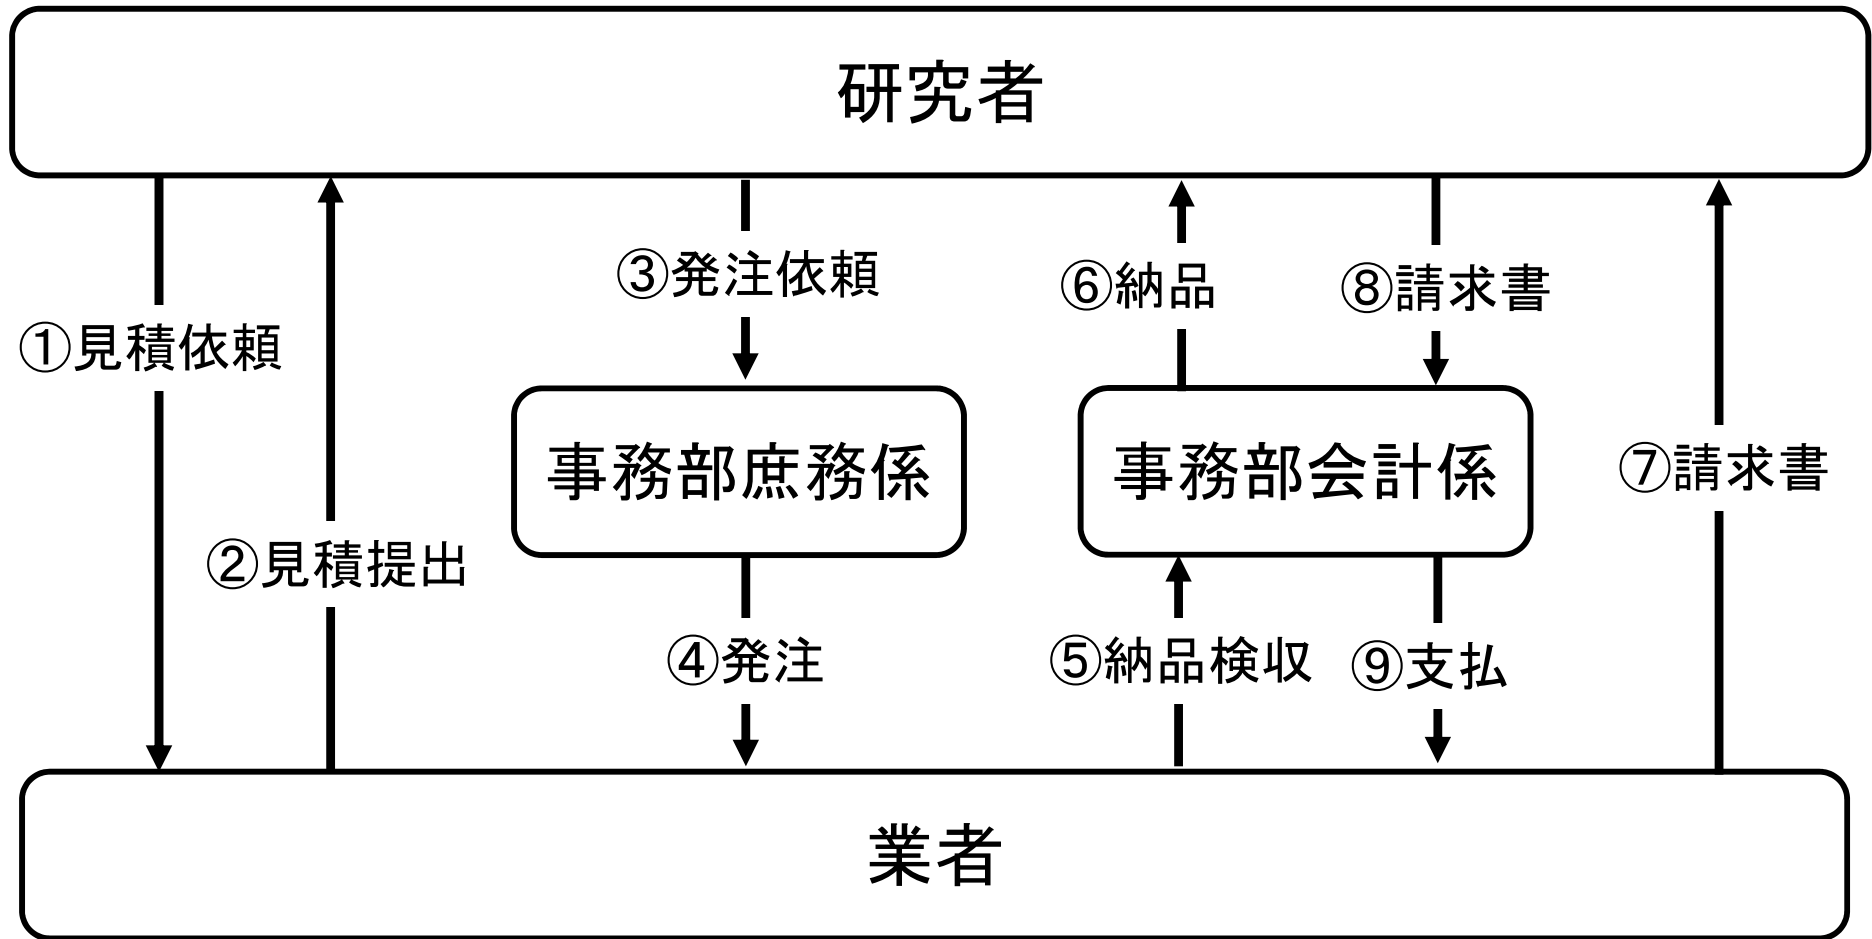 研究者
①見積依頼
②見積提出
③発注依頼
事務部庶務係
④発注
⑥納品
⑧請求書
事務部会計係
⑤納品検収
⑨支払
⑦請求書
業者